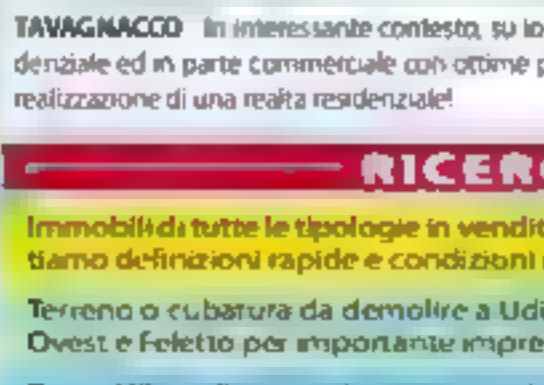 TAVAGNACCO In interessante contesto, su lo
denziale ed in parte commerciale con ottime p
realizzazione di una realta residenziale!
RICER
Immobili di tutte le tipologie in vendit
tiamo definizioni rapide e condizioni
Terreno o cubatura da demolire a Udi
Ovest e Feletto per importante impre